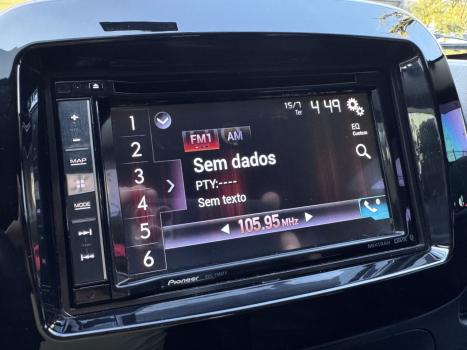 15/7
Ter
4 49
EQ
Custom
FM1 AM
Sem dados
PTY:----
Sem texto
105.95 MHz
1
2
3
4
5
6
+
-
MAP
MODE
Pioneer